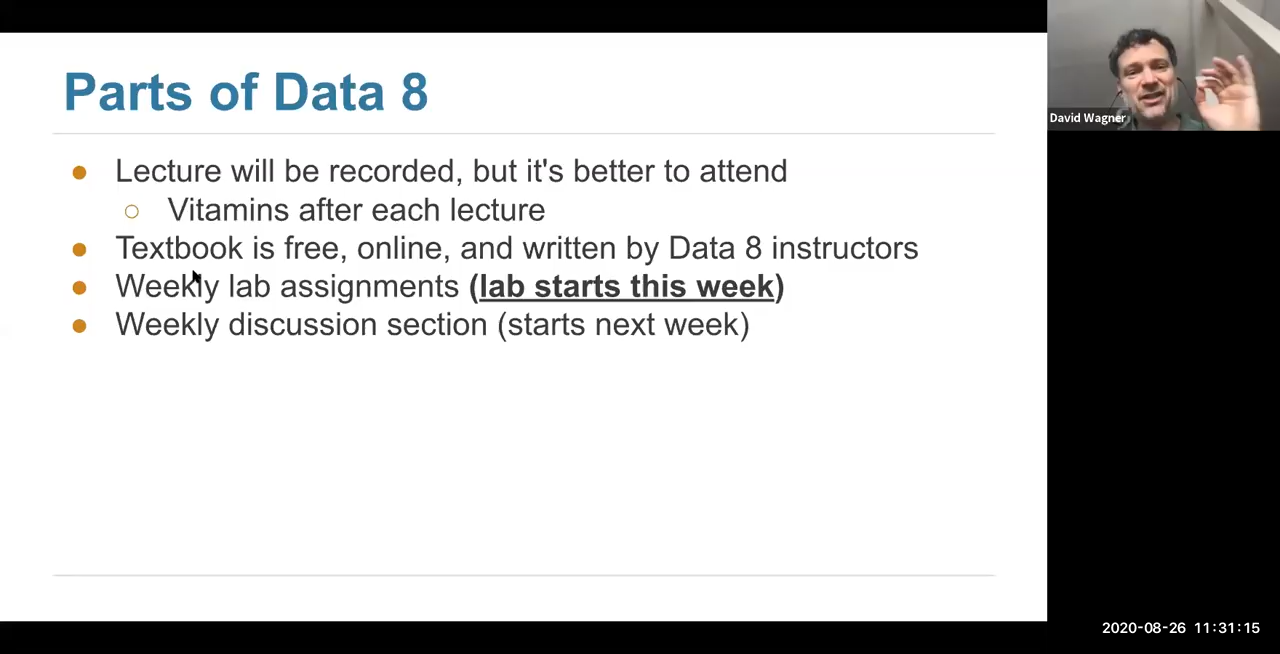 Parts of Data 8
David Wagner
Lecture will be recorded, but it's better to attend
Vitamins after each lecture
Textbook is free, online, and written by Data 8 instructors
Weekly lab assignments (lab starts this week)
Weekly discussion section (starts next week)
2020-08-26 11:31:15